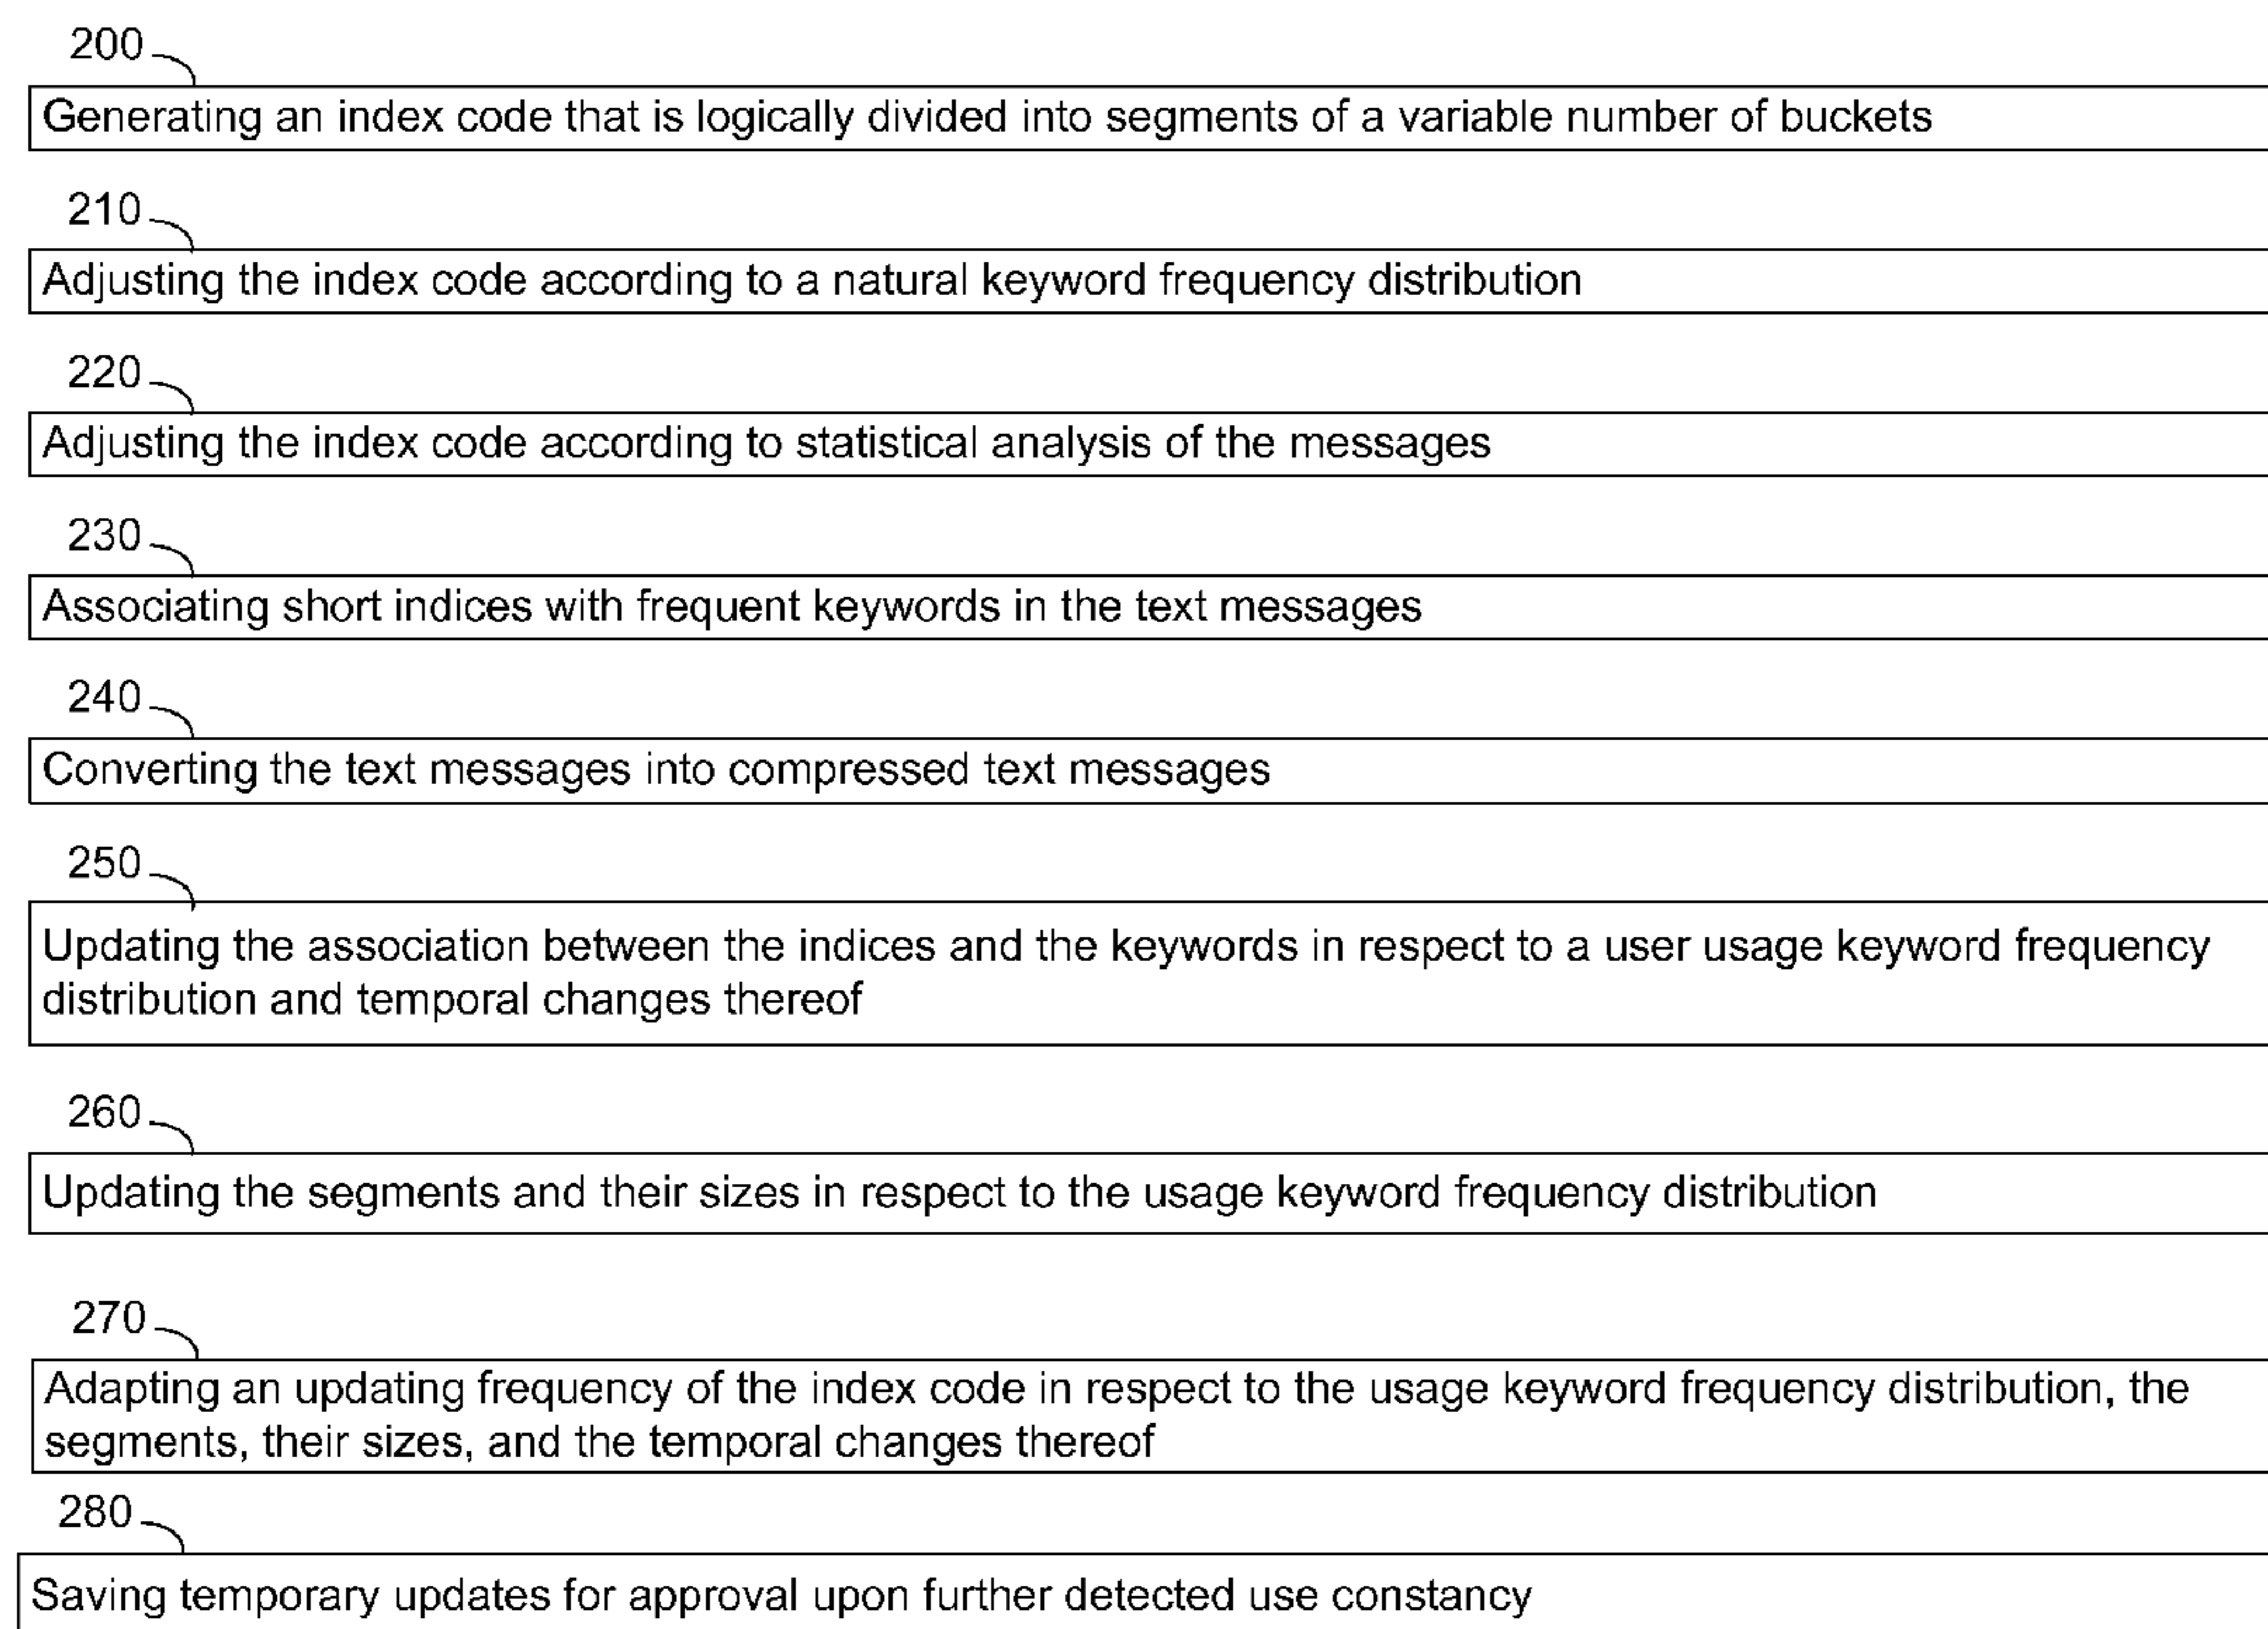 200
Generating an index code that is logically divided into segments of a variable number of buckets
210
Adjusting the index code according to a natural keyword frequency distribution
220
Adjusting the index code according to statistical analysis of the messages
230
Associating short indices with frequent keywords in the text messages
240
Converting the text messages into compressed text messages
250
Updating the association between the indices and the keywords in respect to a user usage keyword frequency
distribution and temporal changes thereof
260
Updating the segments and their sizes in respect to the usage keyword frequency distribution
270
Adapting an updating frequency of the index code in respect to the usage keyword frequency distribution, the
segments, their sizes, and the temporal changes thereof
280
Saving temporary updates for approval upon further detected use constancy